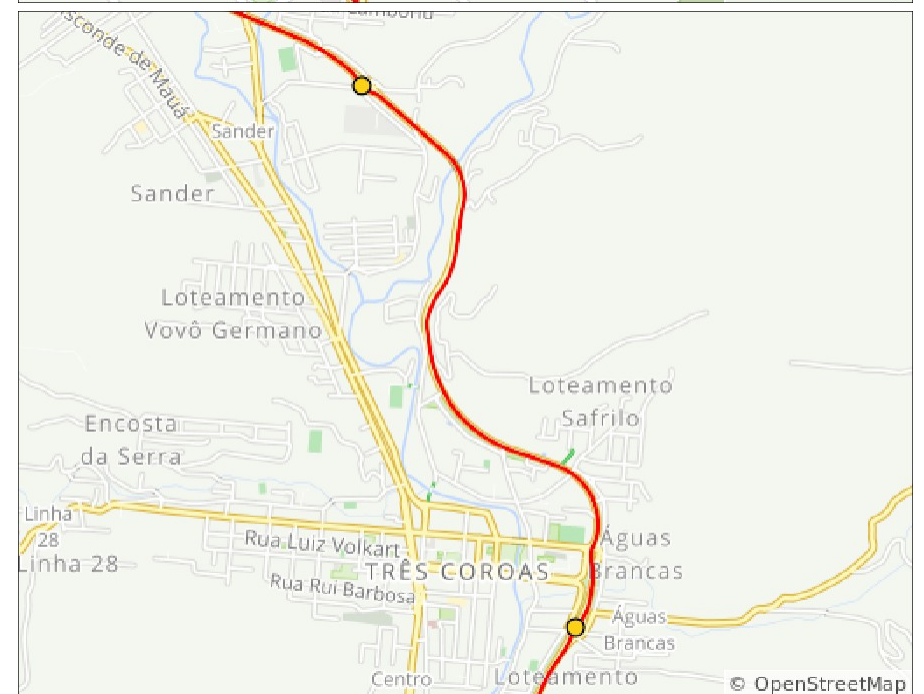 Visconde de Mauá
Sander
Sander
Loteamento
Vovô Germano
Loteamento
Safrilo
Encosta
da Serra
Linha
28
Linha 28
Rua Luiz Volkart
Águas
Brancas
TRÊS COROAS
Rua Rui Barbosa
Águas
Brancas
Centro
Loteamento
© OpenStreetMap